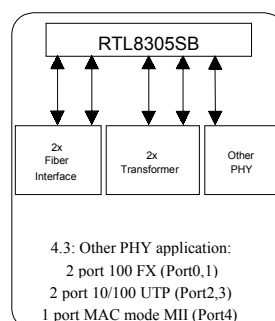 RTL8305SB
2x
Fiber
Interface
2x
Transformer
Other
PHY
4.3: Other PHY application:
2 port 100 FX (Port0,1)
2 port 10/100 UTP (Port2,3)
1 port MAC mode MII (Port4)